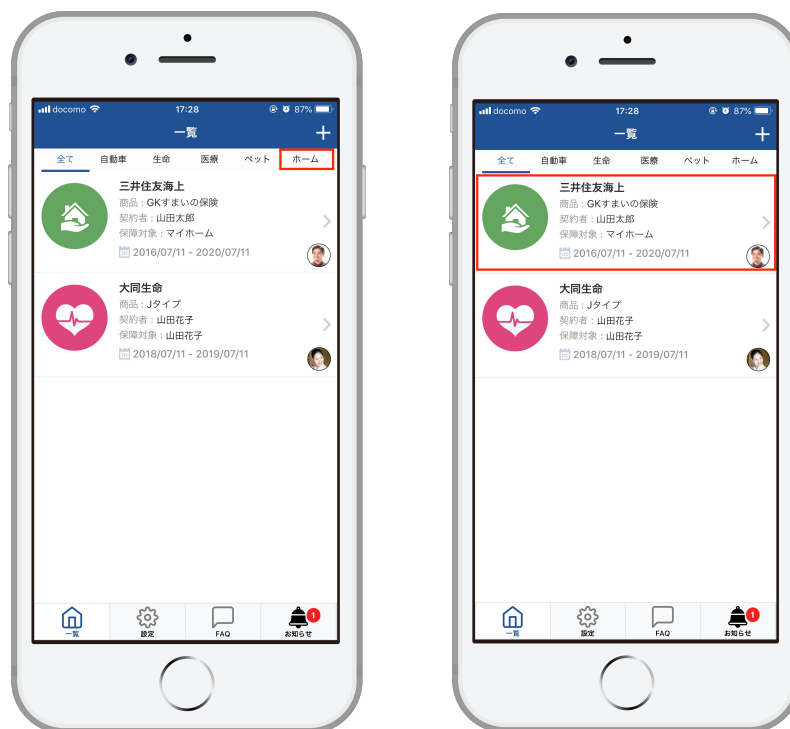 docomo 17:28 87%
一覧 +
全て 自動車 生命 医療 ペット ホーム
三井住友海上
商品 : GKすまいの保険
契約者 : 山田太郎
保障対象 : マイホーム
2016/07/11 - 2020/07/11
大同生命
商品 : Jタイプ
契約者 : 山田花子
保障対象 : 山田花子
2018/07/11 - 2019/07/11
一覧 設定 FAQ お知らせ 1
docomo 17:28 87%
一覧 +
全て 自動車 生命 医療 ペット ホーム
三井住友海上
商品 : GKすまいの保険
契約者 : 山田太郎
保障対象 : マイホーム
2016/07/11 - 2020/07/11
大同生命
商品 : Jタイプ
契約者 : 山田花子
保障対象 : 山田花子
2018/07/11 - 2019/07/11
一覧 設定 FAQ お知らせ 1